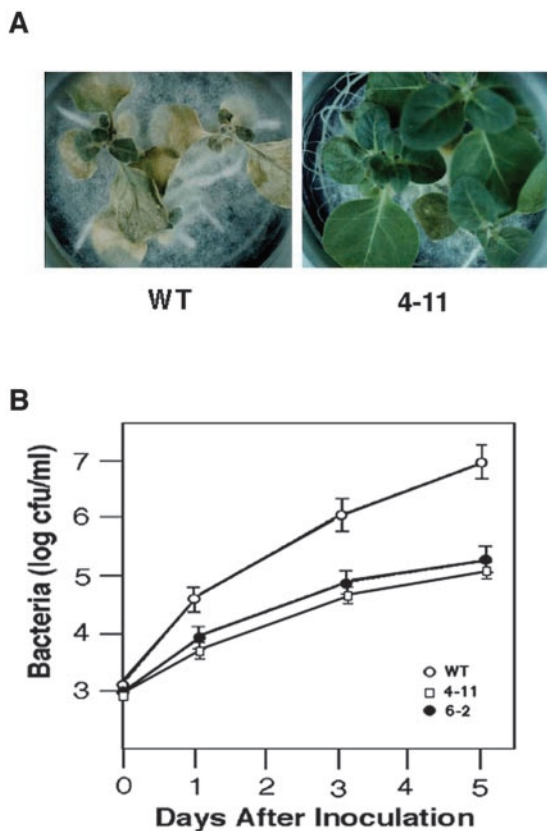 A
WT
4-11
B
Bacteria (log cfu/ml)
7
6
5
4
3
WT
4-11
6-2
0
1
2
3
4
5
Days After Inoculation